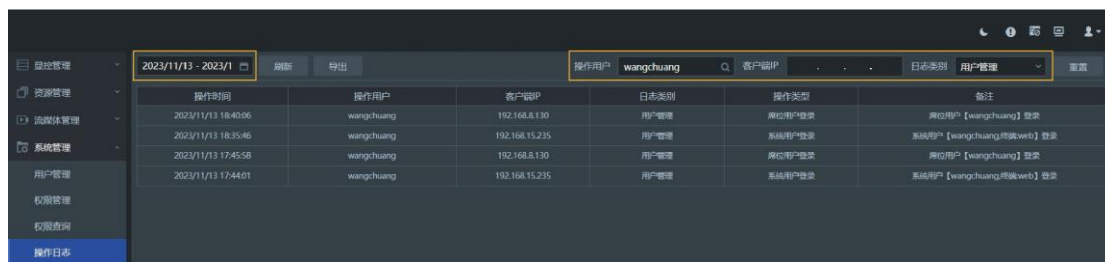 显控管理
2023/11/13 - 2023/1 刷新 导出 操作用户 wangchuang 客户端IP . . . 日志类别 用户管理 重置
资源管理
操作时间 操作用户 客户端IP 日志类别 操作类型 备注
2023/11/13 18:40:06 wangchuang 192.168.8.130 用户管理 席位用户登录 席位用户【wangchuang】登录
流媒体管理
2023/11/13 18:35:46 wangchuang 192.168.15.235 用户管理 系统用户登录 系统用户【wangchuang,终端:web】登录
系统管理
2023/11/13 17:45:58 wangchuang 192.168.8.130 用户管理 席位用户登录 席位用户【wangchuang】登录
用户管理
2023/11/13 17:44:01 wangchuang 192.168.15.235 用户管理 系统用户登录 系统用户【wangchuang,终端:web】登录
权限管理
权限查询
操作日志